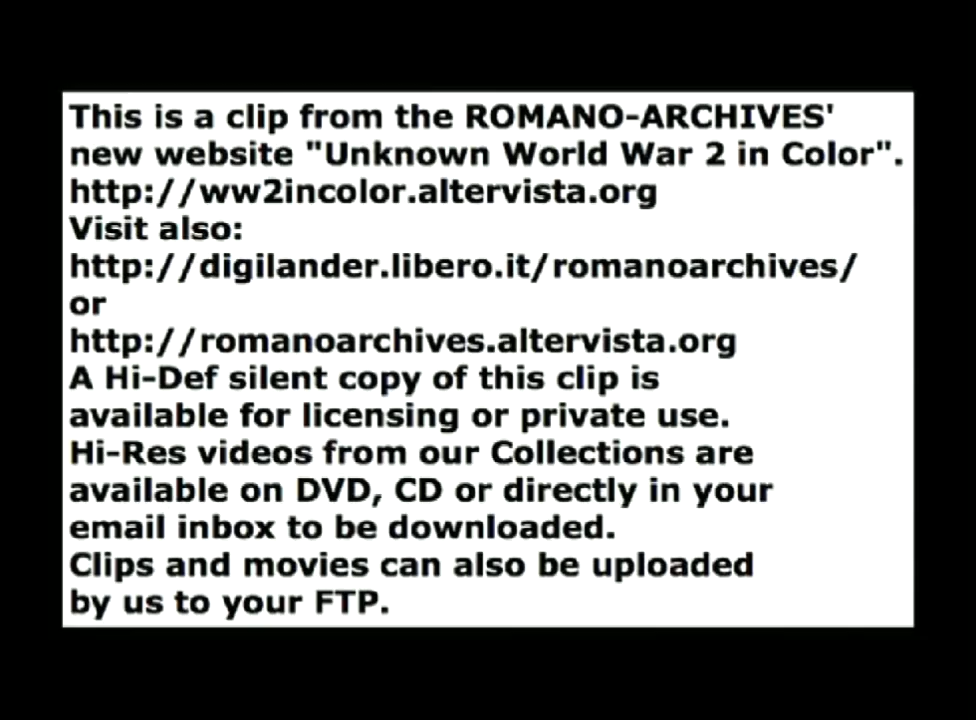 This is a clip from the ROMANO-ARCHIVES'
new website "Unknown World War 2 in Color".
http://ww2incolor.altervista.org
Visit also:
http://digilander.libero.it/romanoarchives/
or
http://romanoarchives.altervista.org
A Hi-Def silent copy of this clip is
available for licensing or private use.
Hi-Res videos from our Collections are
available on DVD, CD or directly in your
email inbox to be downloaded.
Clips and movies can also be uploaded
by us to your FTP.